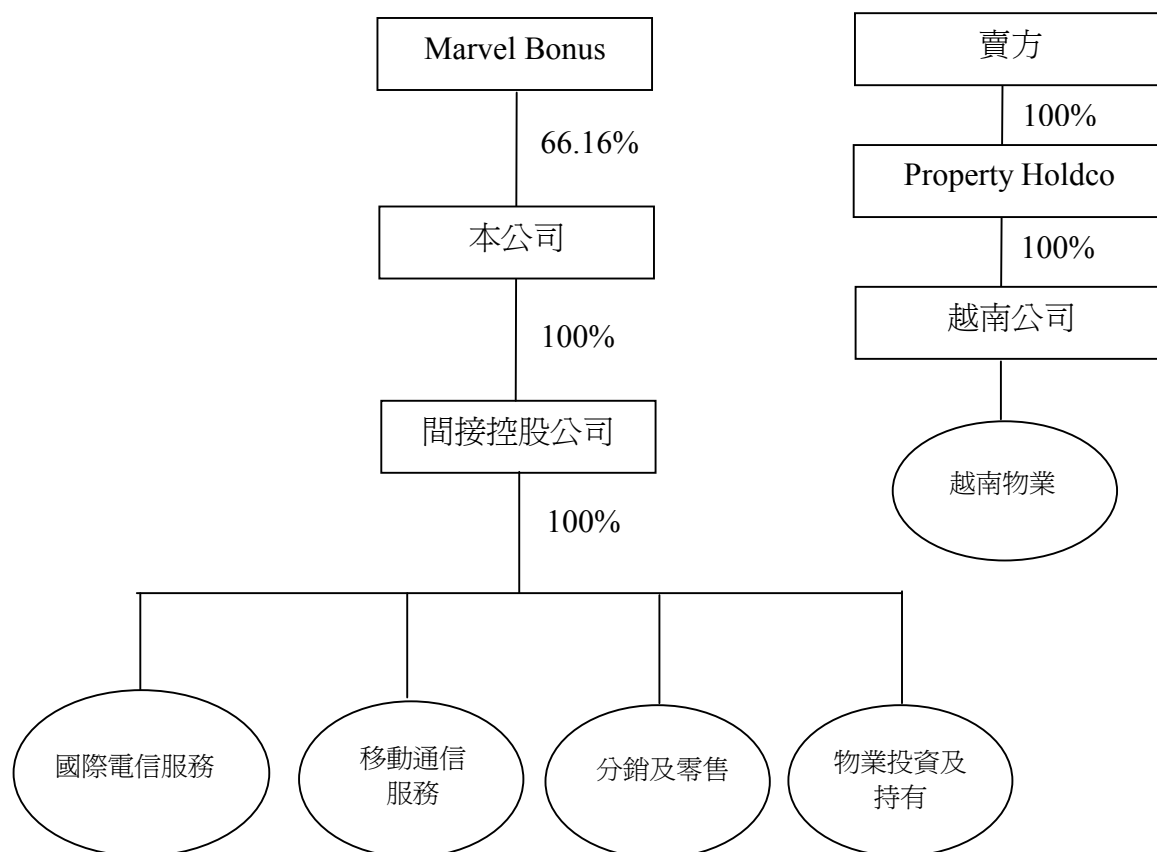 Marvel Bonus
66.16%
本公司
100%
間接控股公司
100%
國際電信服務
移動通信
服務
分銷及零售
物業投資及
持有
賣方
100%
Property Holdco
100%
越南公司
越南物業